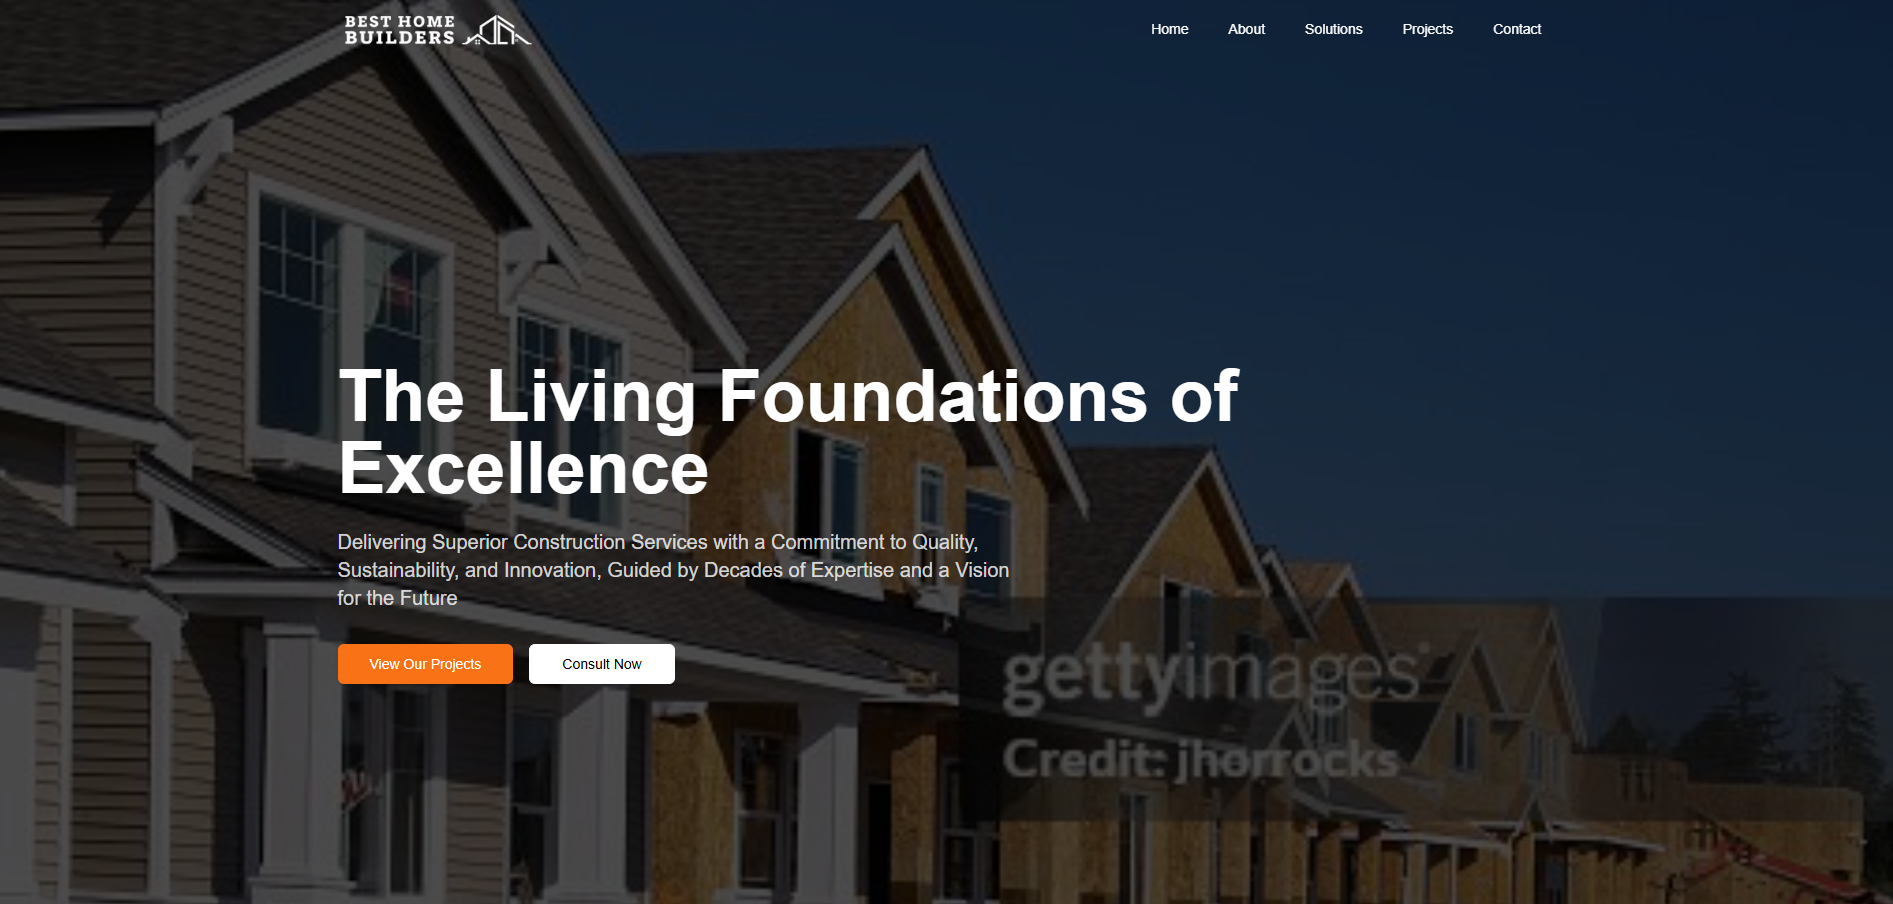 BEST HOME
BUILDERS
Home About Solutions Projects Contact
The Living Foundations of
Excellence
Delivering Superior Construction Services with a Commitment to Quality,
Sustainability, and Innovation, Guided by Decades of Expertise and a Vision
for the Future
View Our Projects Consult Now
gettyimages
Credit: jhorrocks